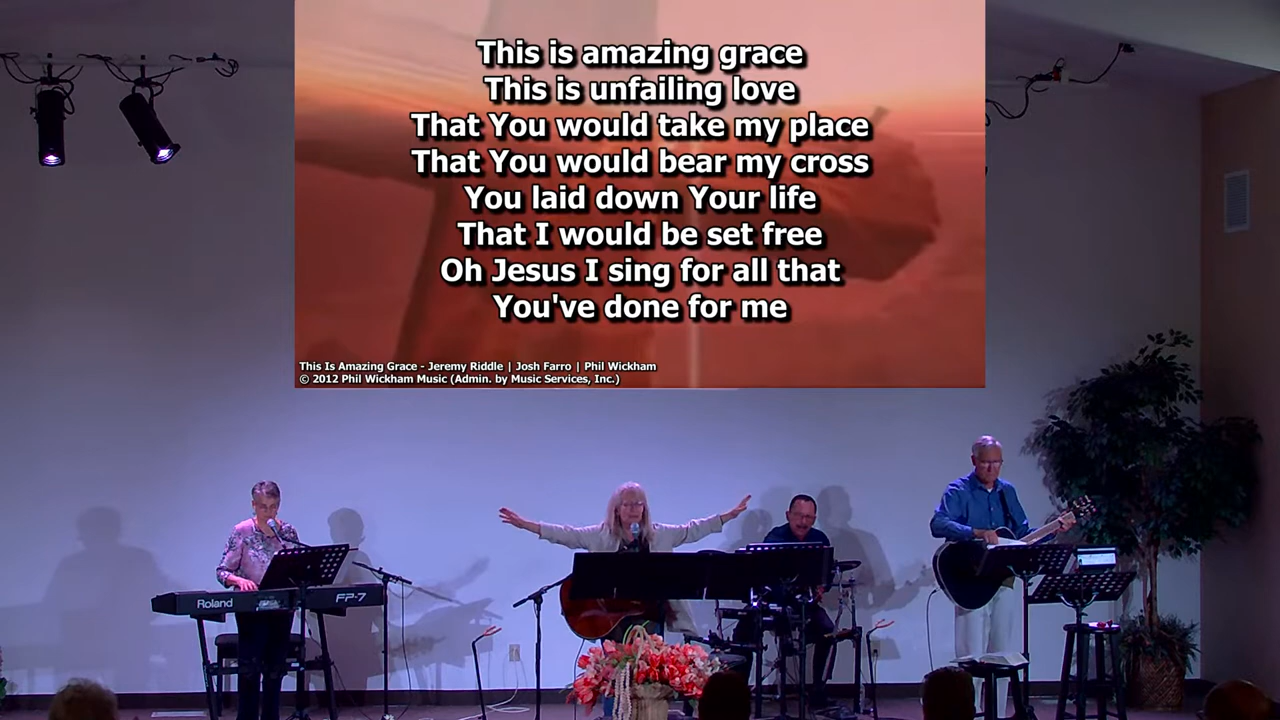 This is amazing grace
This is unfailing love
That You would take my place
That You would bear my cross
You laid down Your life
That I would be set free
Oh Jesus I sing for all that
You've done for me
This Is Amazing Grace - Jeremy Riddle | Josh Farro | Phil Wickham
© 2012 Phil Wickham Music (Admin. by Music Services, Inc.)
Roland
FP-7